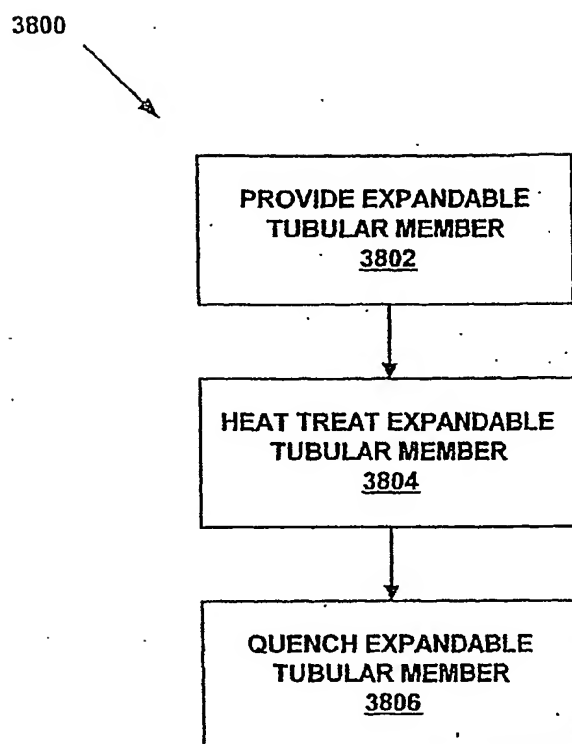 3800
PROVIDE EXPANDABLE
TUBULAR MEMBER
3802
HEAT TREAT EXPANDABLE
TUBULAR MEMBER
3804
QUENCH EXPANDABLE
TUBULAR MEMBER
3806